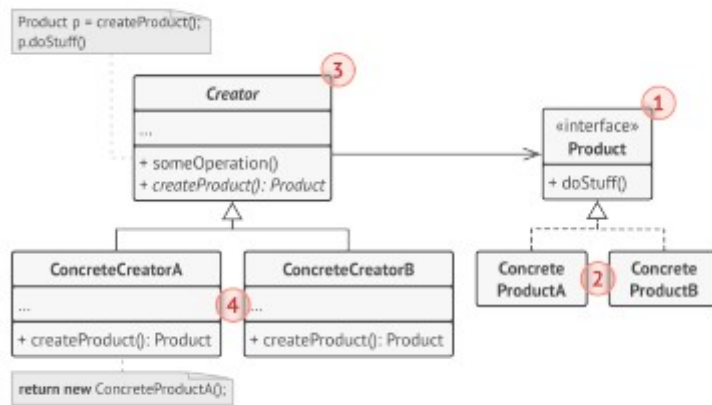 Product p = createProduct();
p.doStuff()
3
Creator
...
+ someOperation()
+ createProduct(): Product
1
«interface»
Product
+ doStuff()
ConcreteCreatorA
...
+ createProduct(): Product
return new ConcreteProductA();
4
ConcreteCreatorB
...
+ createProduct(): Product
Concrete
ProductA
2
Concrete
ProductB